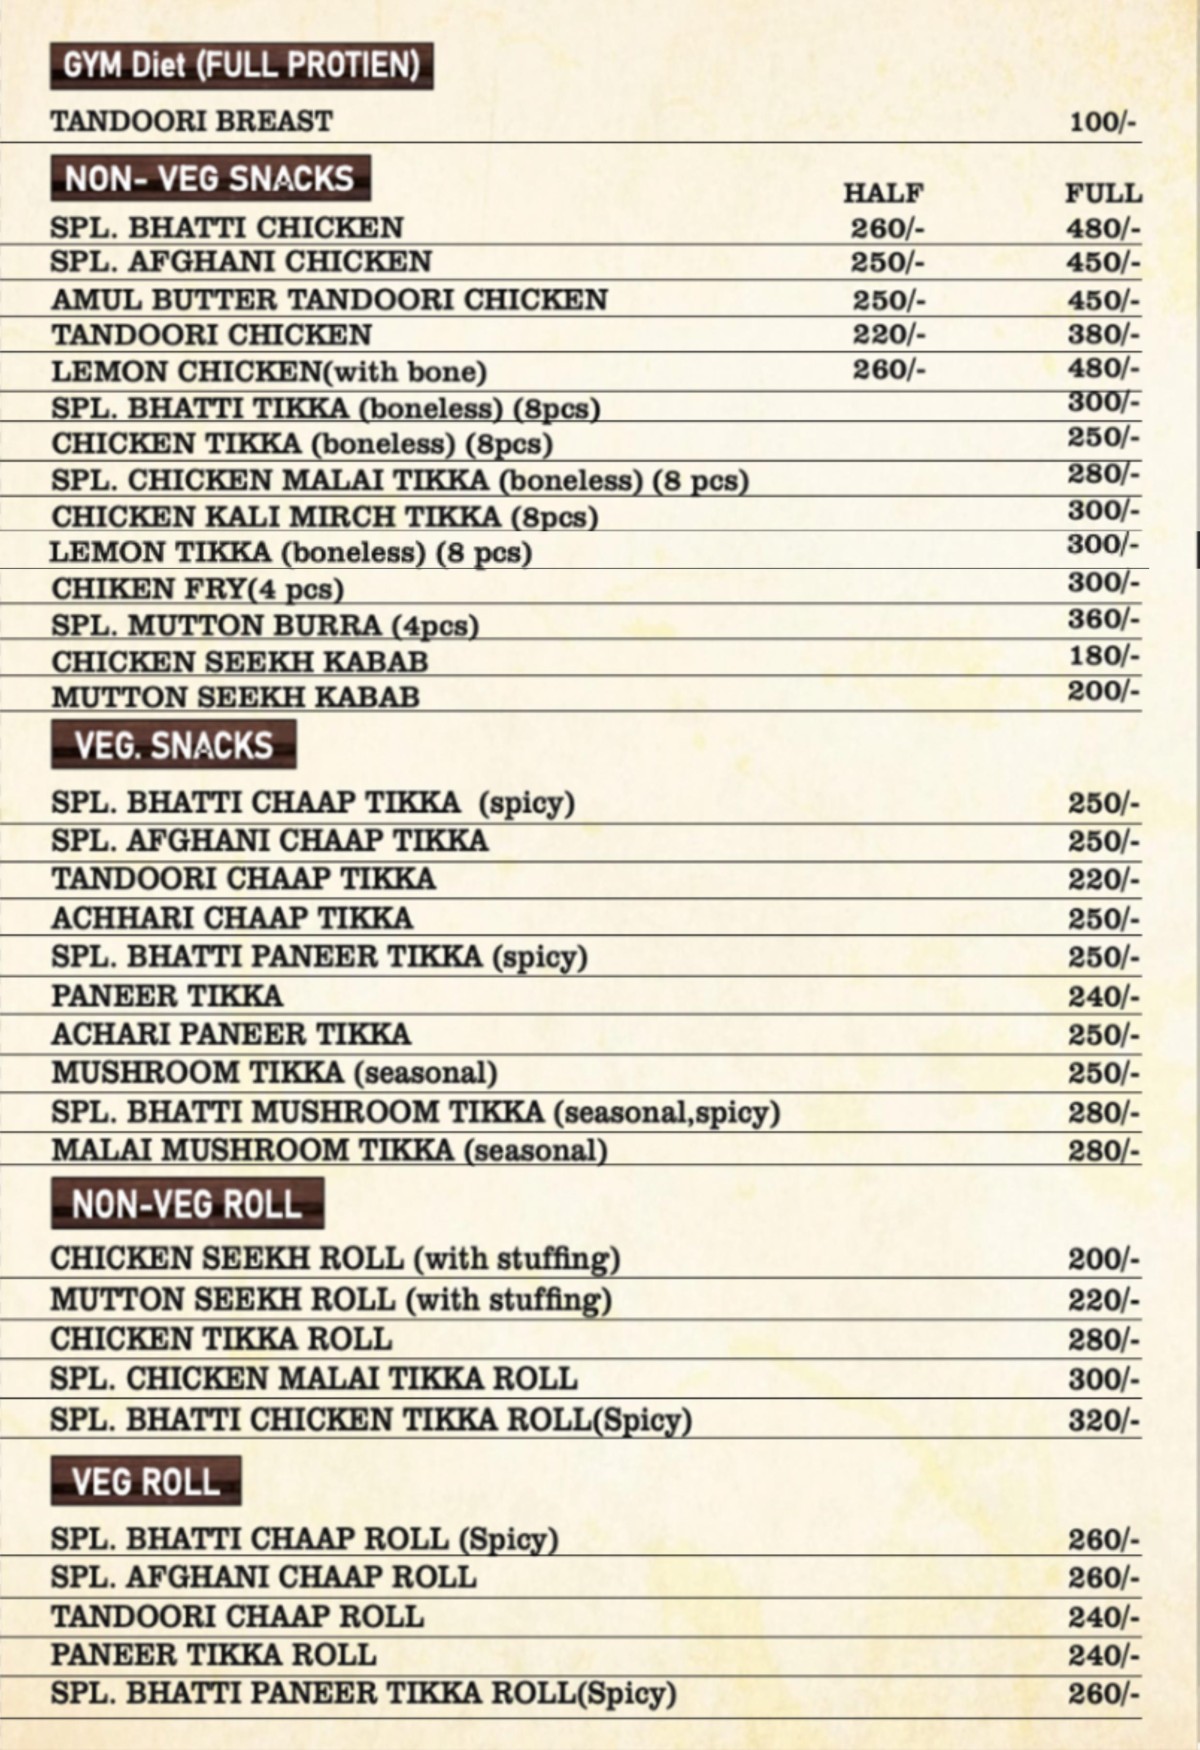 GYM Diet (FULL PROTIEN)
TANDOORI BREAST 100/-
NON- VEG SNACKS HALF FULL
SPL. BHATTI CHICKEN 260/- 480/-
SPL. AFGHANI CHICKEN 250/- 450/-
AMUL BUTTER TANDOORI CHICKEN 250/- 450/-
TANDOORI CHICKEN 220/- 380/-
LEMON CHICKEN(with bone) 260/- 480/-
SPL. BHATTI TIKKA (boneless) (8pcs) 300/-
CHICKEN TIKKA (boneless) (8pcs) 250/-
SPL. CHICKEN MALAI TIKKA (boneless) (8 pcs) 280/-
CHICKEN KALI MIRCH TIKKA (8pcs) 300/-
LEMON TIKKA (boneless) (8 pcs) 300/-
CHIKEN FRY(4 pcs) 300/-
SPL. MUTTON BURRA (4pcs) 360/-
CHICKEN SEEKH KABAB 180/-
MUTTON SEEKH KABAB 200/-
VEG. SNACKS
SPL. BHATTI CHAAP TIKKA (spicy) 250/-
SPL. AFGHANI CHAAP TIKKA 250/-
TANDOORI CHAAP TIKKA 220/-
ACHHARI CHAAP TIKKA 250/-
SPL. BHATTI PANEER TIKKA (spicy) 250/-
PANEER TIKKA 240/-
ACHARI PANEER TIKKA 250/-
MUSHROOM TIKKA (seasonal) 250/-
SPL. BHATTI MUSHROOM TIKKA (seasonal,spicy) 280/-
MALAI MUSHROOM TIKKA (seasonal) 280/-
NON-VEG ROLL
CHICKEN SEEKH ROLL (with stuffing) 200/-
MUTTON SEEKH ROLL (with stuffing) 220/-
CHICKEN TIKKA ROLL 280/-
SPL. CHICKEN MALAI TIKKA ROLL 300/-
SPL. BHATTI CHICKEN TIKKA ROLL(Spicy) 320/-
VEG ROLL
SPL. BHATTI CHAAP ROLL (Spicy) 260/-
SPL. AFGHANI CHAAP ROLL 260/-
TANDOORI CHAAP ROLL 240/-
PANEER TIKKA ROLL 240/-
SPL. BHATTI PANEER TIKKA ROLL(Spicy) 260/-